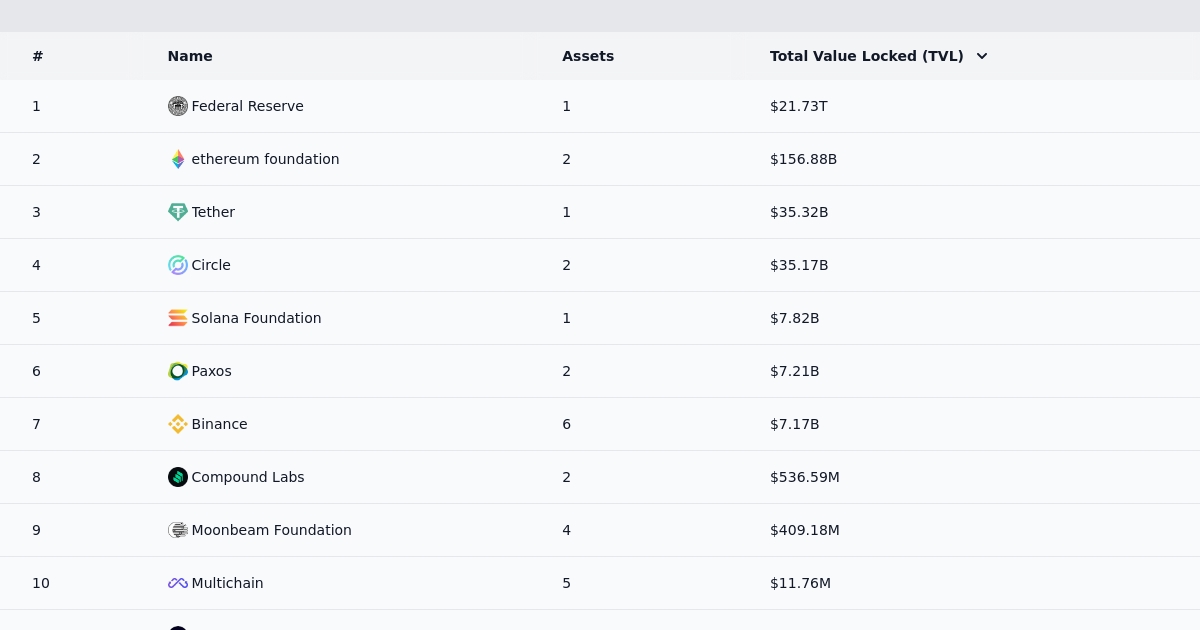 # Name Assets Total Value Locked (TVL)
1 Federal Reserve 1 $21.73T
2 ethereum foundation 2 $156.88B
3 Tether 1 $35.32B
4 Circle 2 $35.17B
5 Solana Foundation 1 $7.82B
6 Paxos 2 $7.21B
7 Binance 6 $7.17B
8 Compound Labs 2 $536.59M
9 Moonbeam Foundation 4 $409.18M
10 Multichain 5 $11.76M